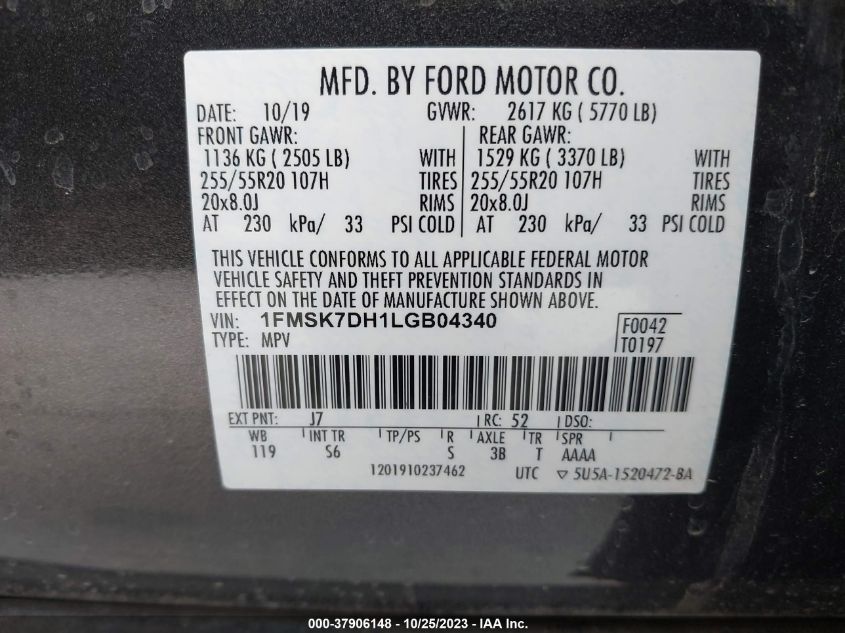 MFD. BY FORD MOTOR CO.
DATE: 10/19 GVWR: 2617 KG ( 5770 LB)
FRONT GAWR: REAR GAWR:
1136 KG ( 2505 LB) WITH 1529 KG ( 3370 LB) WITH
255/55R20 107H TIRES 255/55R20 107H TIRES
20x8.0J RIMS 20x8.0J RIMS
AT 230 kPa/ 33 PSI COLD AT 230 kPa/ 33 PSI COLD
THIS VEHICLE CONFORMS TO ALL APPLICABLE FEDERAL MOTOR
VEHICLE SAFETY AND THEFT PREVENTION STANDARDS IN
EFFECT ON THE DATE OF MANUFACTURE SHOWN ABOVE.
VIN: 1FMSK7DH1LGB04340 F0042
TYPE: MPV T0197
EXT PNT: J7 RC: 52 DSO:
WB INT TR TP/PS R AXLE TR SPR
119 S6 S 3B T AAAA
1201910237462 UTC ▽ 5U5A-1520472-BA
000-37906148 - 10/25/2023 - IAA Inc.